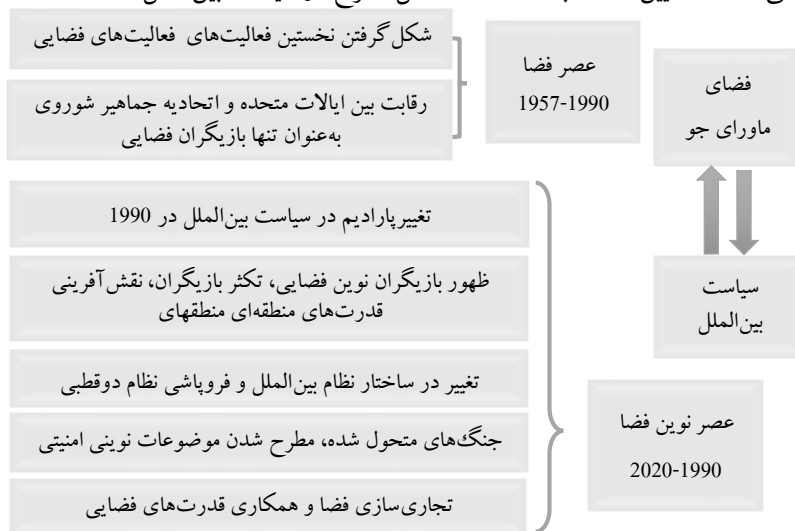 فضای
ماورای جو
سیاست
بین‌الملل
عصر فضا
1957-1990
شکل گرفتن نخستین فعالیت‌های فعالیت‌های فضایی
رقابت بین ایالات متحده و اتحادیه جماهیر شوروی
به‌عنوان تنها بازیگران فضایی
عصر نوین فضا
2020-1990
تغییرپارادیم در سیاست بین‌الملل در 1990
ظهور بازیگران نوین فضایی، تکثر بازیگران، نقش‌آفرینی
قدرت‌های منطقه‌ای منطقهای
تغییر در ساختار نظام بین‌الملل و فروپاشی نظام دوقطبی
جنگ‌های متحول شده، مطرح شدن موضوعات نوینی امنیتی
تجاری‌سازی فضا و همکاری قدرت‌های فضایی